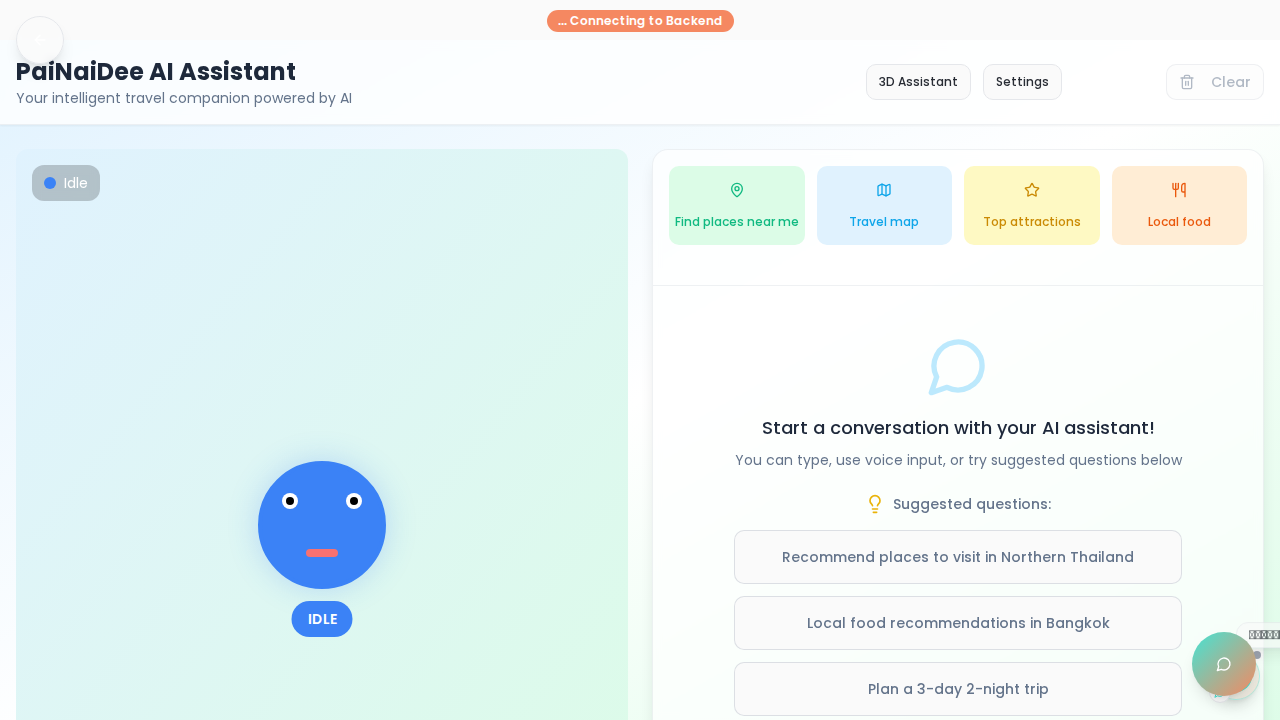 ... Connecting to Backend
PaiNaiDee AI Assistant
Your intelligent travel companion powered by AI
3D Assistant
Settings
Clear
Idle
Find places near me
Travel map
Top attractions
Local food
Start a conversation with your AI assistant!
You can type, use voice input, or try suggested questions below
Suggested questions:
Recommend places to visit in Northern Thailand
Local food recommendations in Bangkok
Plan a 3-day 2-night trip
IDLE